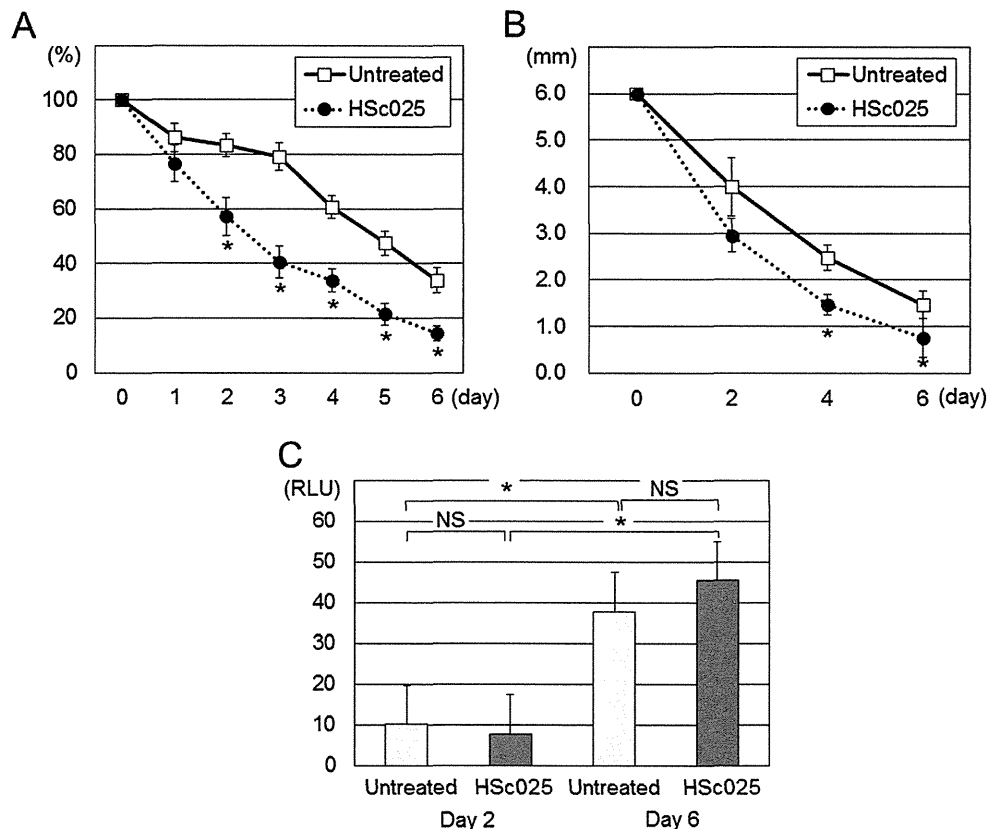 A
(%)
Untreated
HSc025
100
80
60
40
20
0
*
*
*
*
*
0 1 2 3 4 5 6 (day)
B
(mm)
Untreated
HSc025
6.0
5.0
4.0
3.0
2.0
1.0
0.0
*
*
0 2 4 6 (day)
C
(RLU)
* NS
NS *
60
50
40
30
20
10
0
Untreated HSc025 Untreated HSc025
Day 2 Day 6